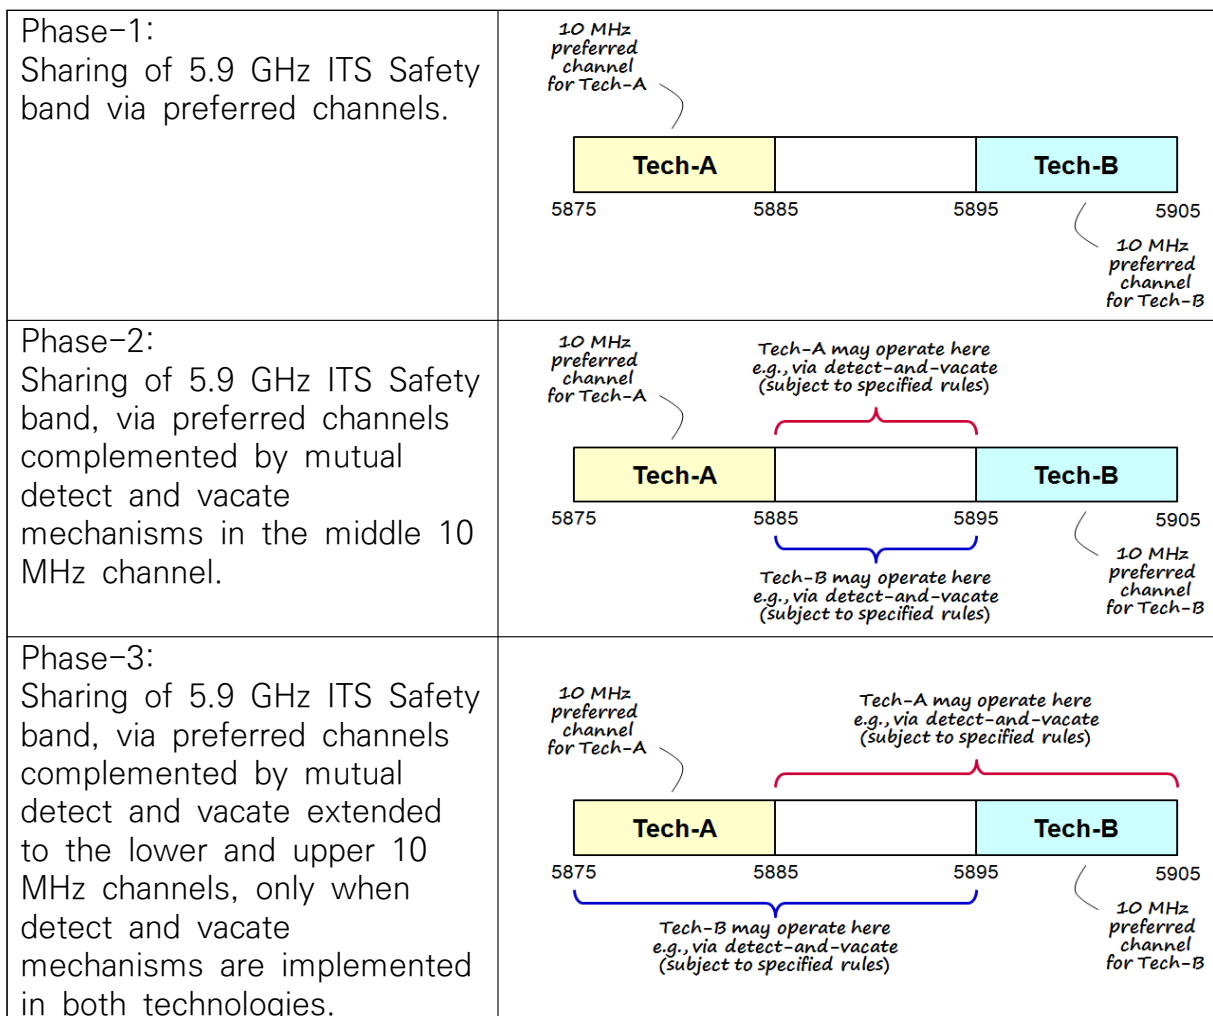 Phase-1:
Sharing of 5.9 GHz ITS Safety
band via preferred channels.
10 MHz
preferred
channel
for Tech-A
Tech-A
Tech-B
5875
5885
5895
5905
10 MHz
preferred
channel
for Tech-B
Phase-2:
Sharing of 5.9 GHz ITS Safety
band, via preferred channels
complemented by mutual
detect and vacate
mechanisms in the middle 10
MHz channel.
10 MHz
preferred
channel
for Tech-A
Tech-A may operate here
e.g., via detect-and-vacate
(subject to specified rules)
Tech-A
Tech-B
5875
5885
5895
5905
Tech-B may operate here
e.g., via detect-and-vacate
(subject to specified rules)
10 MHz
preferred
channel
for Tech-B
Phase-3:
Sharing of 5.9 GHz ITS Safety
band, via preferred channels
complemented by mutual
detect and vacate extended
to the lower and upper 10
MHz channels, only when
detect and vacate
mechanisms are implemented
in both technologies.
10 MHz
preferred
channel
for Tech-A
Tech-A may operate here
e.g., via detect-and-vacate
(subject to specified rules)
Tech-A
Tech-B
5875
5885
5895
5905
Tech-B may operate here
e.g., via detect-and-vacate
(subject to specified rules)
10 MHz
preferred
channel
for Tech-B